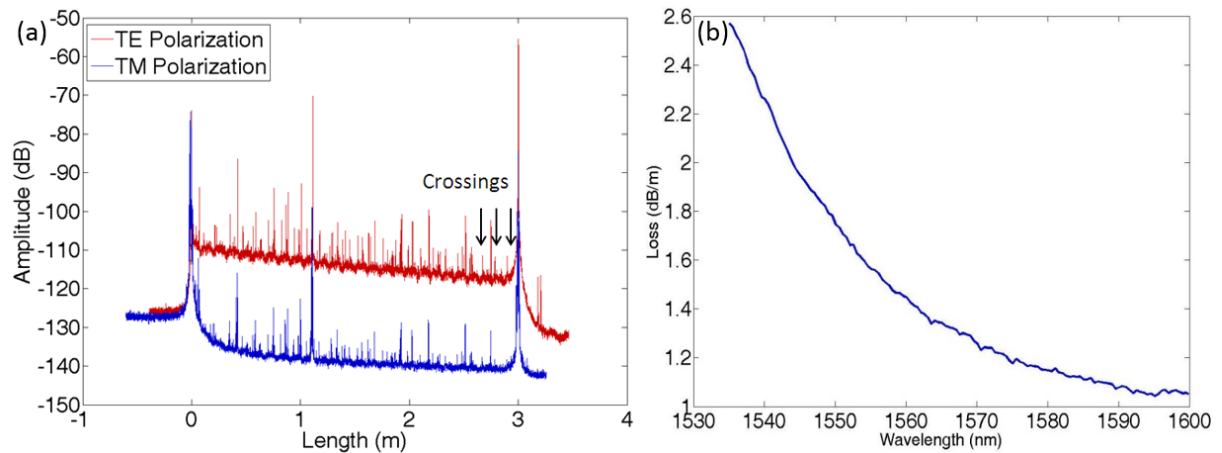 (a)
TE Polarization
TM Polarization
Crossings
Amplitude (dB)
-50
-60
-70
-80
-90
-100
-110
-120
-130
-140
-150
-1 0 1 2 3 4
Length (m)
(b)
Loss (dB/m)
2.6
2.4
2.2
2
1.8
1.6
1.4
1.2
1
1530 1540 1550 1560 1570 1580 1590 1600
Wavelength (nm)